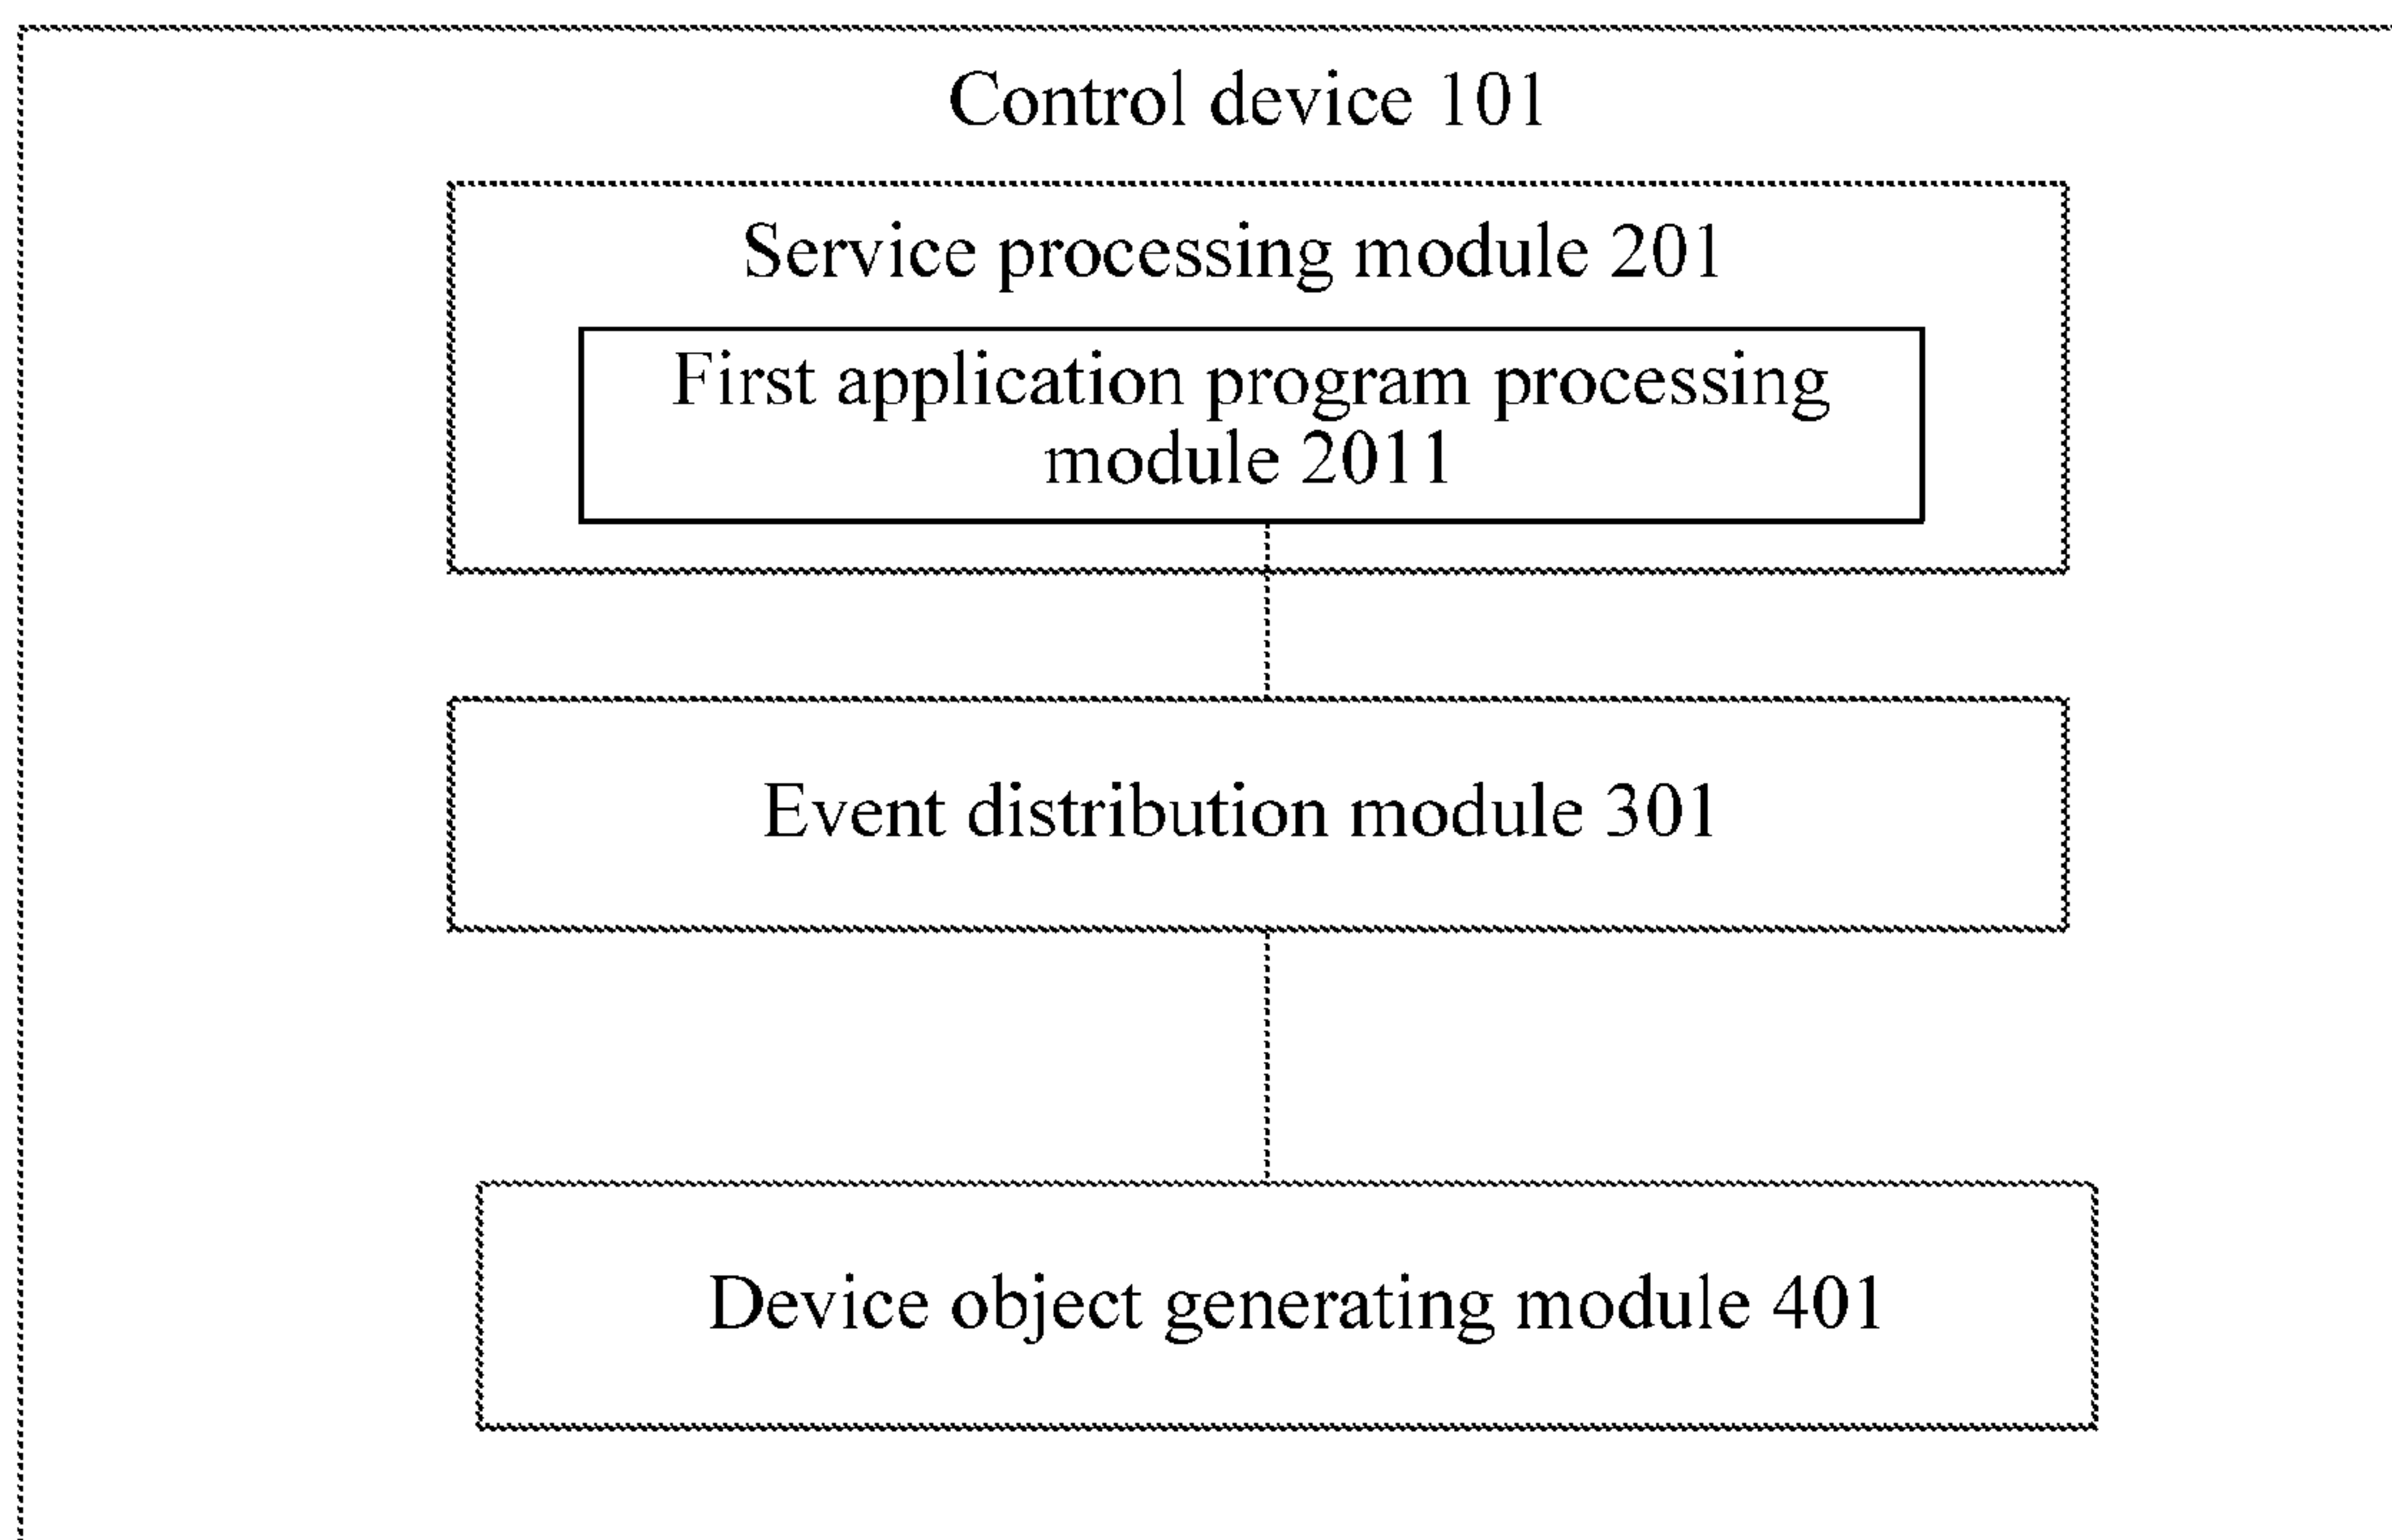 Control device 101
Service processing module 201
First application program processing
module 2011
Event distribution module 301
Device object generating module 401